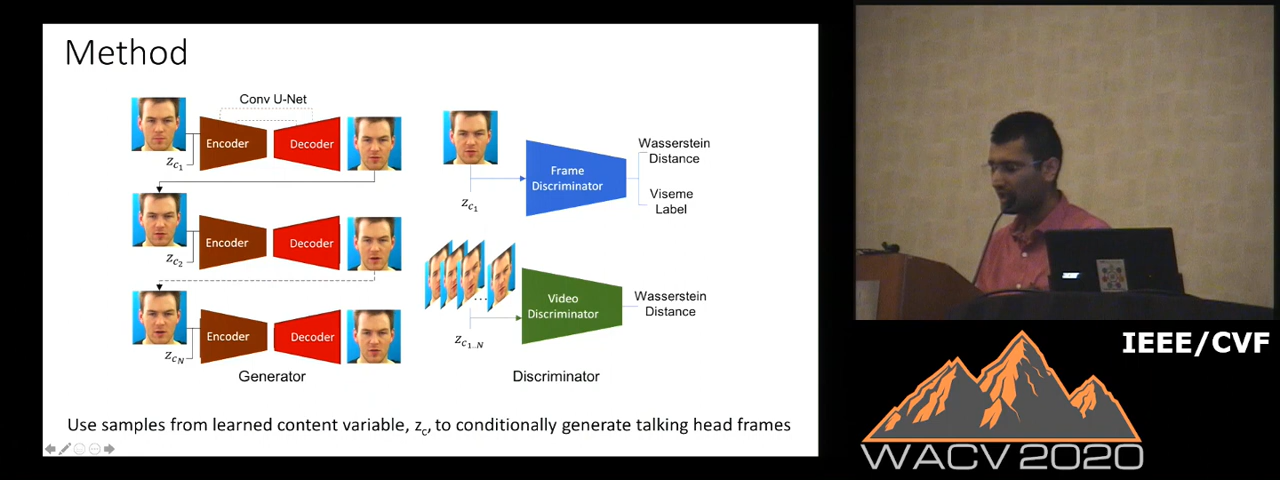 Method
Conv U-Net
Encoder
Decoder
z_{c_1}
Encoder
Decoder
z_{c_2}
Encoder
Decoder
z_{c_N}
Generator
Frame
Discriminator
Wasserstein
Distance
Viseme
Label
z_{c_1}
...
Video
Discriminator
Wasserstein
Distance
z_{c_{1..N}}
Discriminator
Use samples from learned content variable, z_c, to conditionally generate talking head frames
IEEE/CVF
WACV 2020